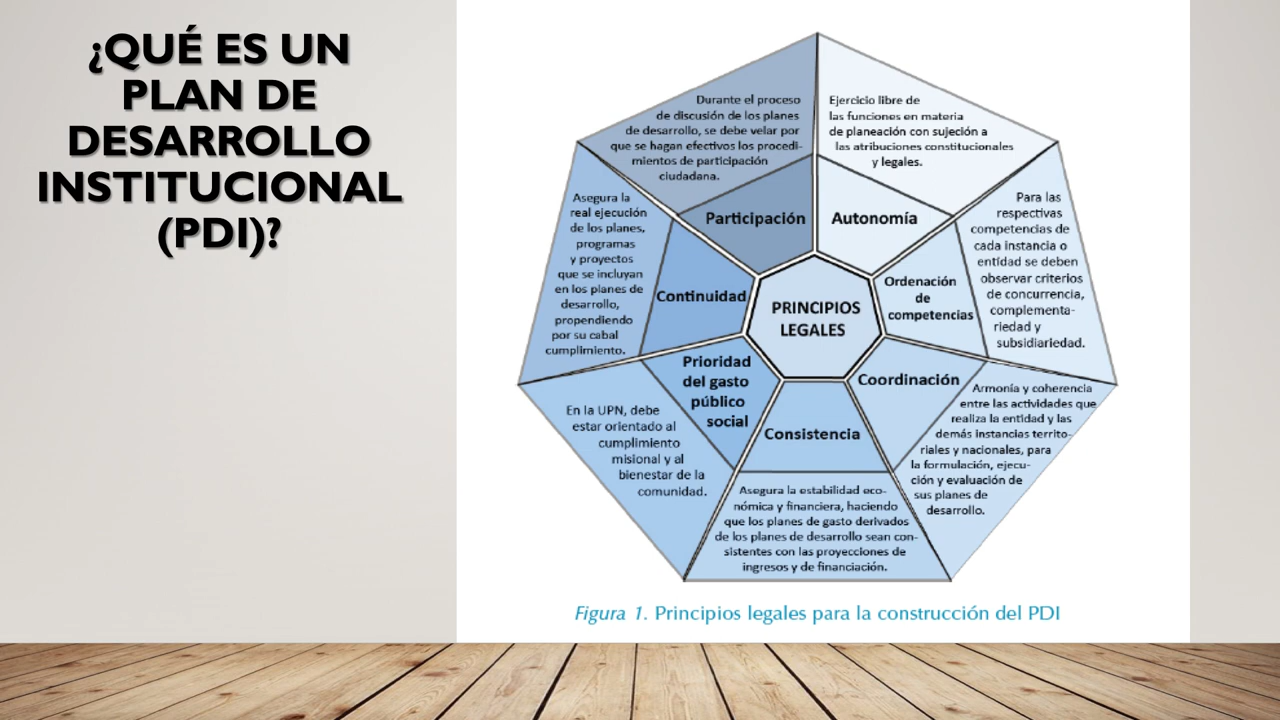 ¿QUÉ ES UN
PLAN DE
DESARROLLO
INSTITUCIONAL
(PDI)?
PRINCIPIOS
LEGALES
Participación
Durante el proceso
de discusión de los planes
de desarrollo, se debe velar por
que se hagan efectivos los procedi-
mientos de participación
ciudadana.
Autonomía
Ejercicio libre de
las funciones en materia
de planeación con sujeción a
las atribuciones constitucionales
y legales.
Ordenación
de
competencias
Para las
respectivas
competencias de
cada instancia o
entidad se deben
observar criterios
de concurrencia,
complementa-
riedad y
subsidiariedad.
Coordinación
Armonía y coherencia
entre las actividades que
realiza la entidad y las
demás instancias territo-
riales y nacionales, para
la formulación, ejecu-
ción y evaluación de
sus planes de
desarrollo.
Consistencia
Asegura la estabilidad eco-
nómica y financiera, haciendo
que los planes de gasto derivados
de los planes de desarrollo sean con-
sistentes con las proyecciones de
ingresos y de financiación.
Prioridad
del gasto
público
social
En la UPN, debe
estar orientado al
cumplimiento
misional y al
bienestar de la
comunidad.
Continuidad
Asegura la
real ejecución
de los planes,
programas
y proyectos
que se incluyan
en los planes de
desarrollo,
propendiendo
por su cabal
cumplimiento.
Figura 1. Principios legales para la construcción del PDI